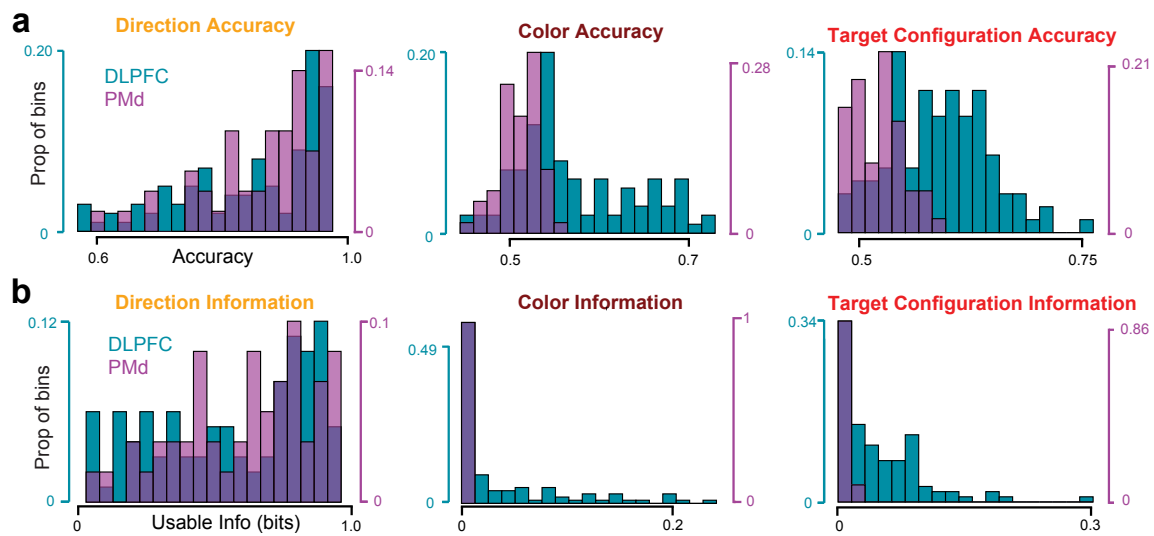 a
Direction Accuracy
Color Accuracy
Target Configuration Accuracy
0.20
DLPFC
PMd
0.14
Prop of bins
0
0
0.6
Accuracy
1.0
0.20
0.28
0
0
0.5
0.7
0.14
0.21
0
0
0.5
0.75
b
Direction Information
Color Information
Target Configuration Information
0.12
DLPFC
PMd
0.1
Prop of bins
0
0
0
Usable Info (bits)
1.0
0.49
1
0
0
0
0.2
0.34
0.86
0
0
0
0.3